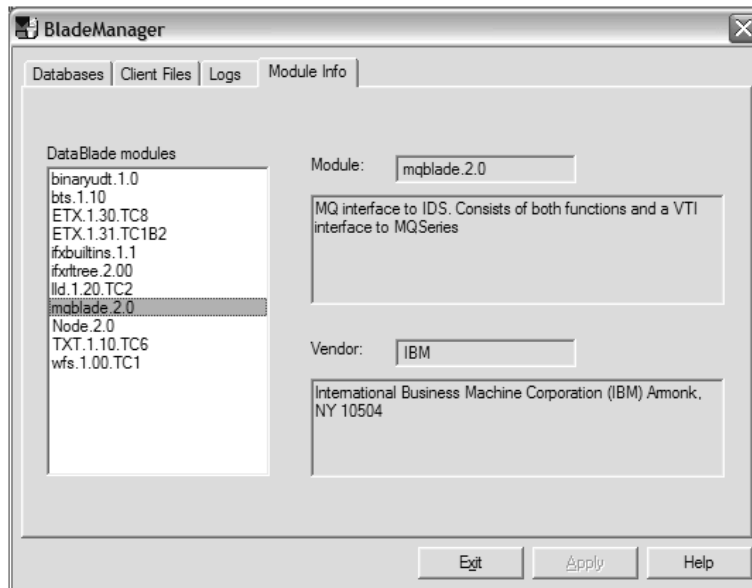 BladeManager
Databases
Client Files
Logs
Module Info
DataBlade modules
binaryudt.1.0
bts.1.10
ETX.1.30.TC8
ETX.1.31.TC1B2
ifxbuiltins.1.1
ifxrltree.2.00
lld.1.20.TC2
mqblade.2.0
Node.2.0
TXT.1.10.TC6
wfs.1.00.TC1
Module: mqblade.2.0
MQ interface to IDS. Consists of both functions and a VTI
interface to MQSeries
Vendor: IBM
International Business Machine Corporation (IBM) Armonk,
NY 10504
Exit
Apply
Help